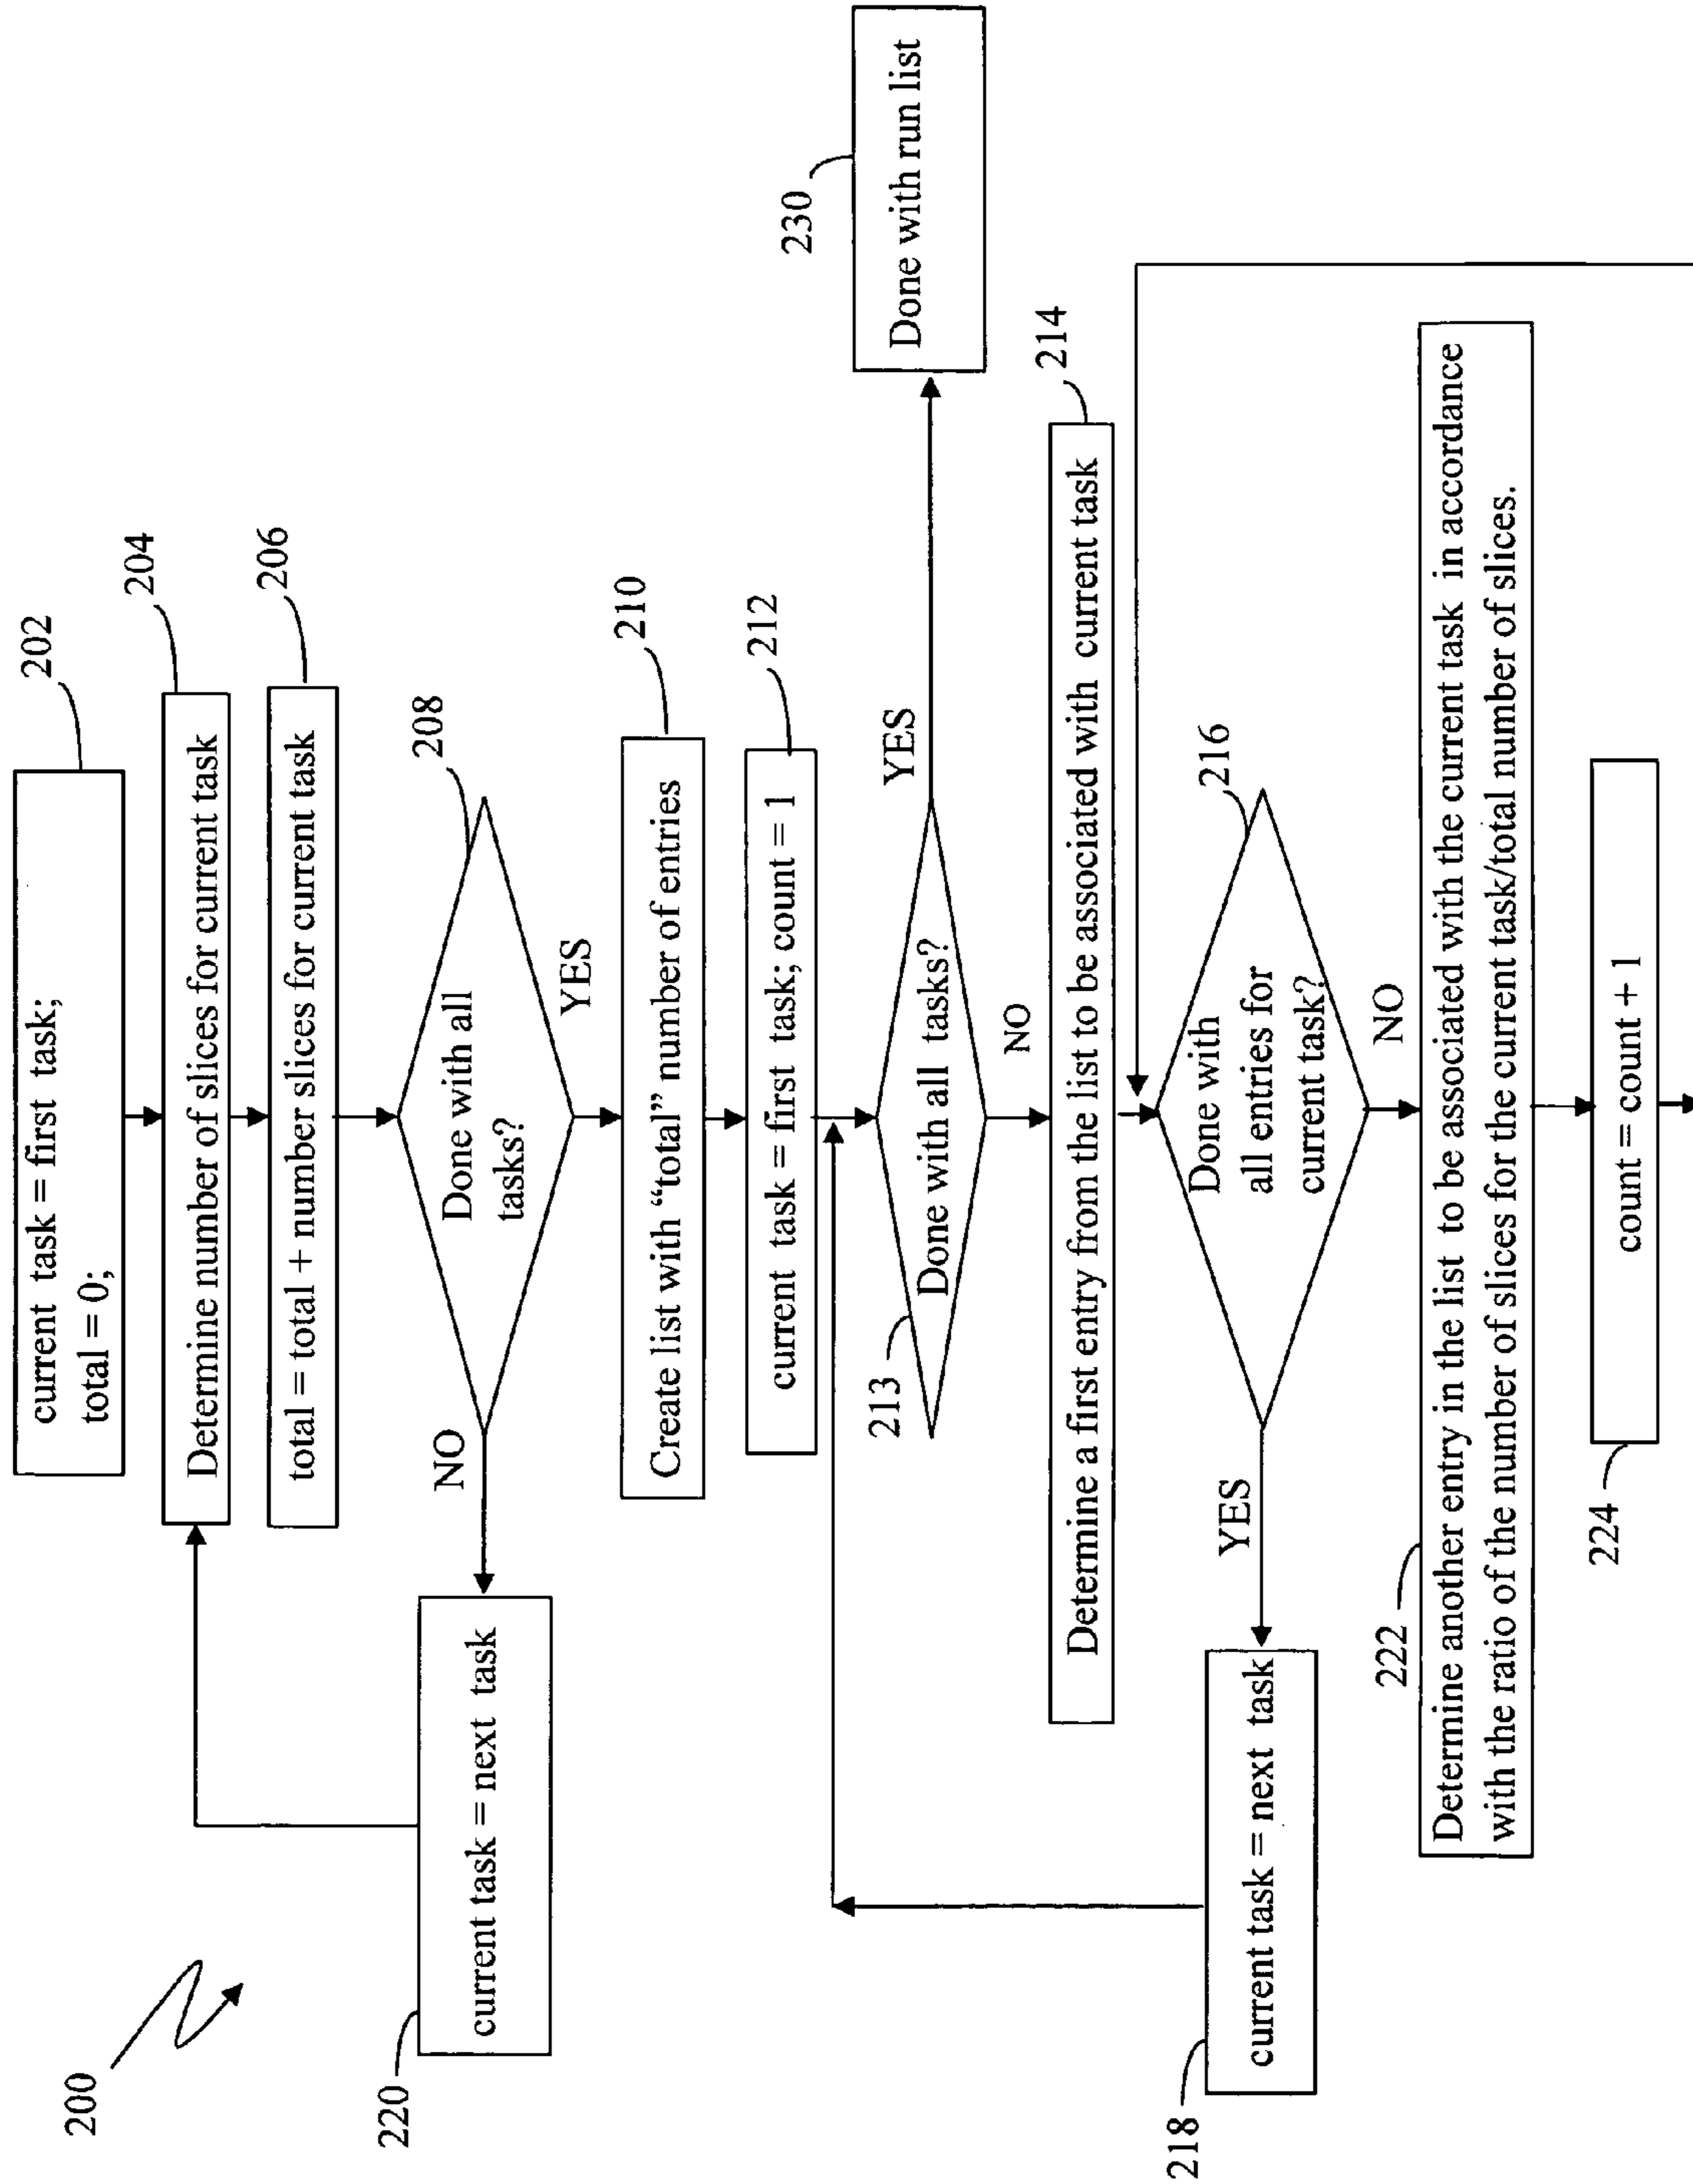 200
current task = first task;
total = 0;
202
Determine number of slices for current task
204
total = total + number slices for current task
206
Done with all
tasks?
208
NO
YES
current task = next task
220
Create list with “total” number of entries
210
current task = first task; count = 1
212
213
Done with all tasks?
YES
Done with run list
230
NO
Determine a first entry from the list to be associated with current task
214
Done with
all entries for
current task?
216
YES
NO
current task = next task
218
222
Determine another entry in the list to be associated with the current task in accordance
with the ratio of the number of slices for the current task/total number of slices.
count = count + 1
224